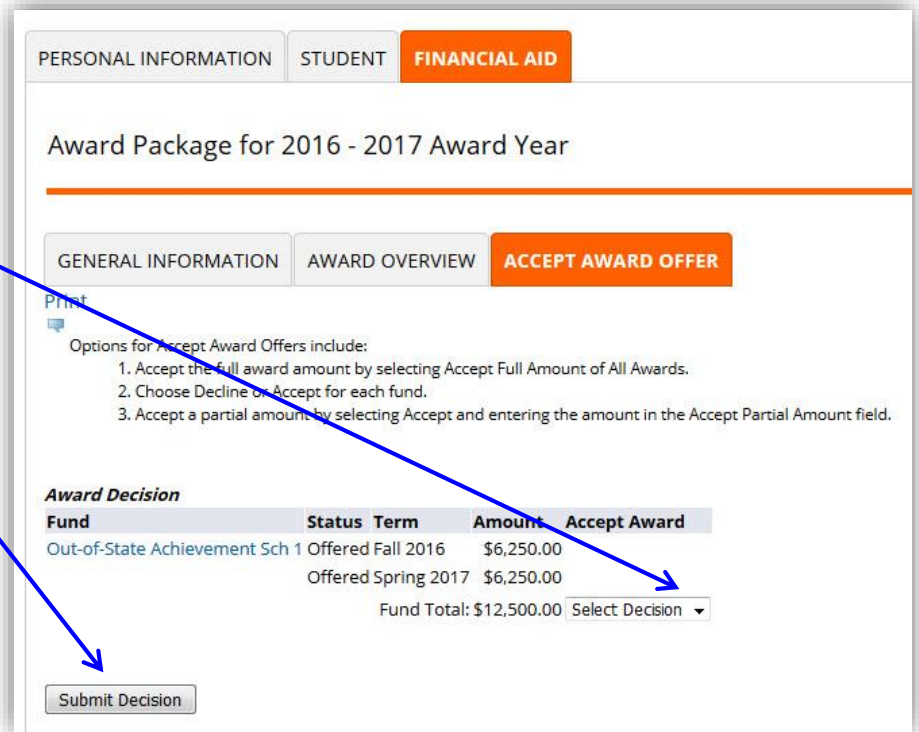 PERSONAL INFORMATION STUDENT FINANCIAL AID
Award Package for 2016 - 2017 Award Year
GENERAL INFORMATION AWARD OVERVIEW ACCEPT AWARD OFFER
Print
Options for Accept Award Offers include:
1. Accept the full award amount by selecting Accept Full Amount of All Awards.
2. Choose Decline or Accept for each fund.
3. Accept a partial amount by selecting Accept and entering the amount in the Accept Partial Amount field.
Award Decision
Fund Status Term Amount Accept Award
Out-of-State Achievement Sch 1 Offered Fall 2016 $6,250.00
Offered Spring 2017 $6,250.00
Fund Total: $12,500.00 Select Decision
Submit Decision